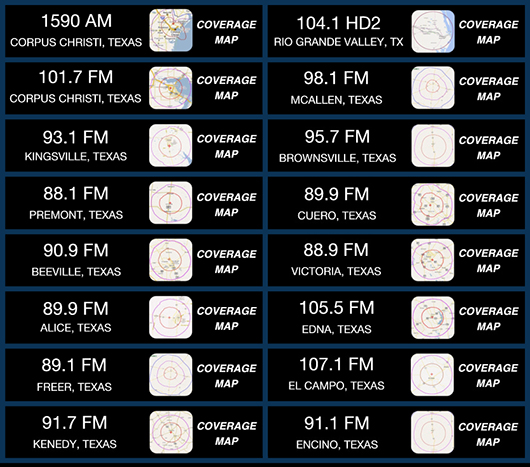 1590 AM
CORPUS CHRISTI, TEXAS
COVERAGE
MAP
104.1 HD2
RIO GRANDE VALLEY, TX
COVERAGE
MAP
101.7 FM
CORPUS CHRISTI, TEXAS
COVERAGE
MAP
98.1 FM
MCALLEN, TEXAS
COVERAGE
MAP
93.1 FM
KINGSVILLE, TEXAS
COVERAGE
MAP
95.7 FM
BROWNSVILLE, TEXAS
COVERAGE
MAP
88.1 FM
PREMONT, TEXAS
COVERAGE
MAP
89.9 FM
CUERO, TEXAS
COVERAGE
MAP
90.9 FM
BEEVILLE, TEXAS
COVERAGE
MAP
88.9 FM
VICTORIA, TEXAS
COVERAGE
MAP
89.9 FM
ALICE, TEXAS
COVERAGE
MAP
105.5 FM
EDNA, TEXAS
COVERAGE
MAP
89.1 FM
FREER, TEXAS
COVERAGE
MAP
107.1 FM
EL CAMPO, TEXAS
COVERAGE
MAP
91.7 FM
KENEDY, TEXAS
COVERAGE
MAP
91.1 FM
ENCINO, TEXAS
COVERAGE
MAP